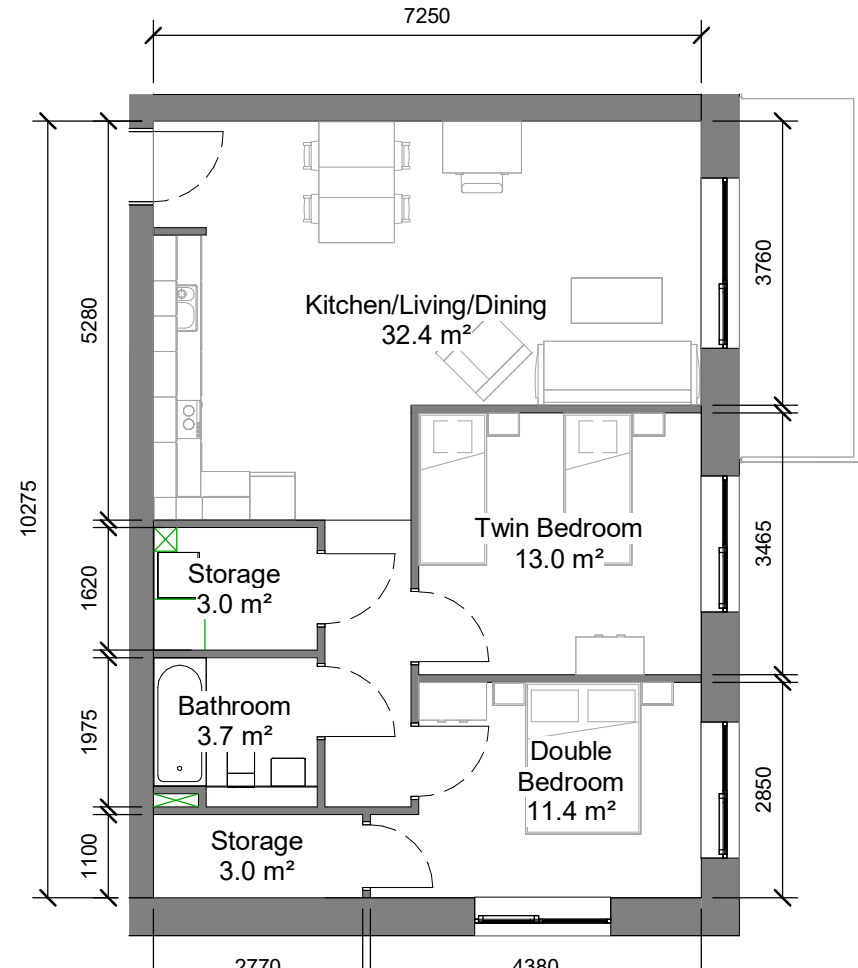 7250
3760
5280
Kitchen/Living/Dining
32.4 m²
10275
Twin Bedroom
13.0 m²
3465
Storage
3.0 m²
1620
Bathroom
3.7 m²
1975
Double
Bedroom
11.4 m²
2850
Storage
3.0 m²
1100
2770
4380